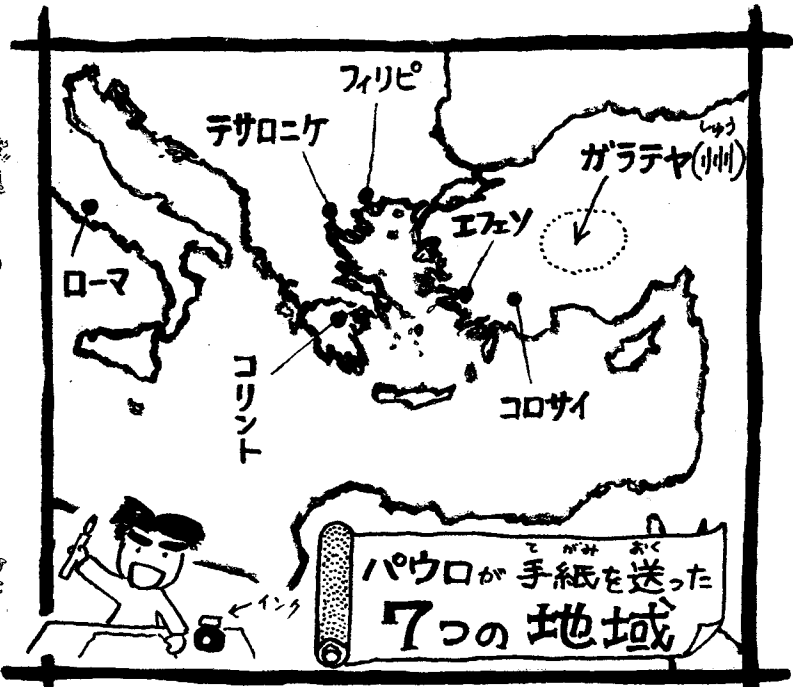 フィリピ
テサロニケ
しゅう
ガラテヤ(州)
エフェソ
ローマ
コリント
コロサイ
インク
て がみ おく
パウロが手紙を送った
7つの地域